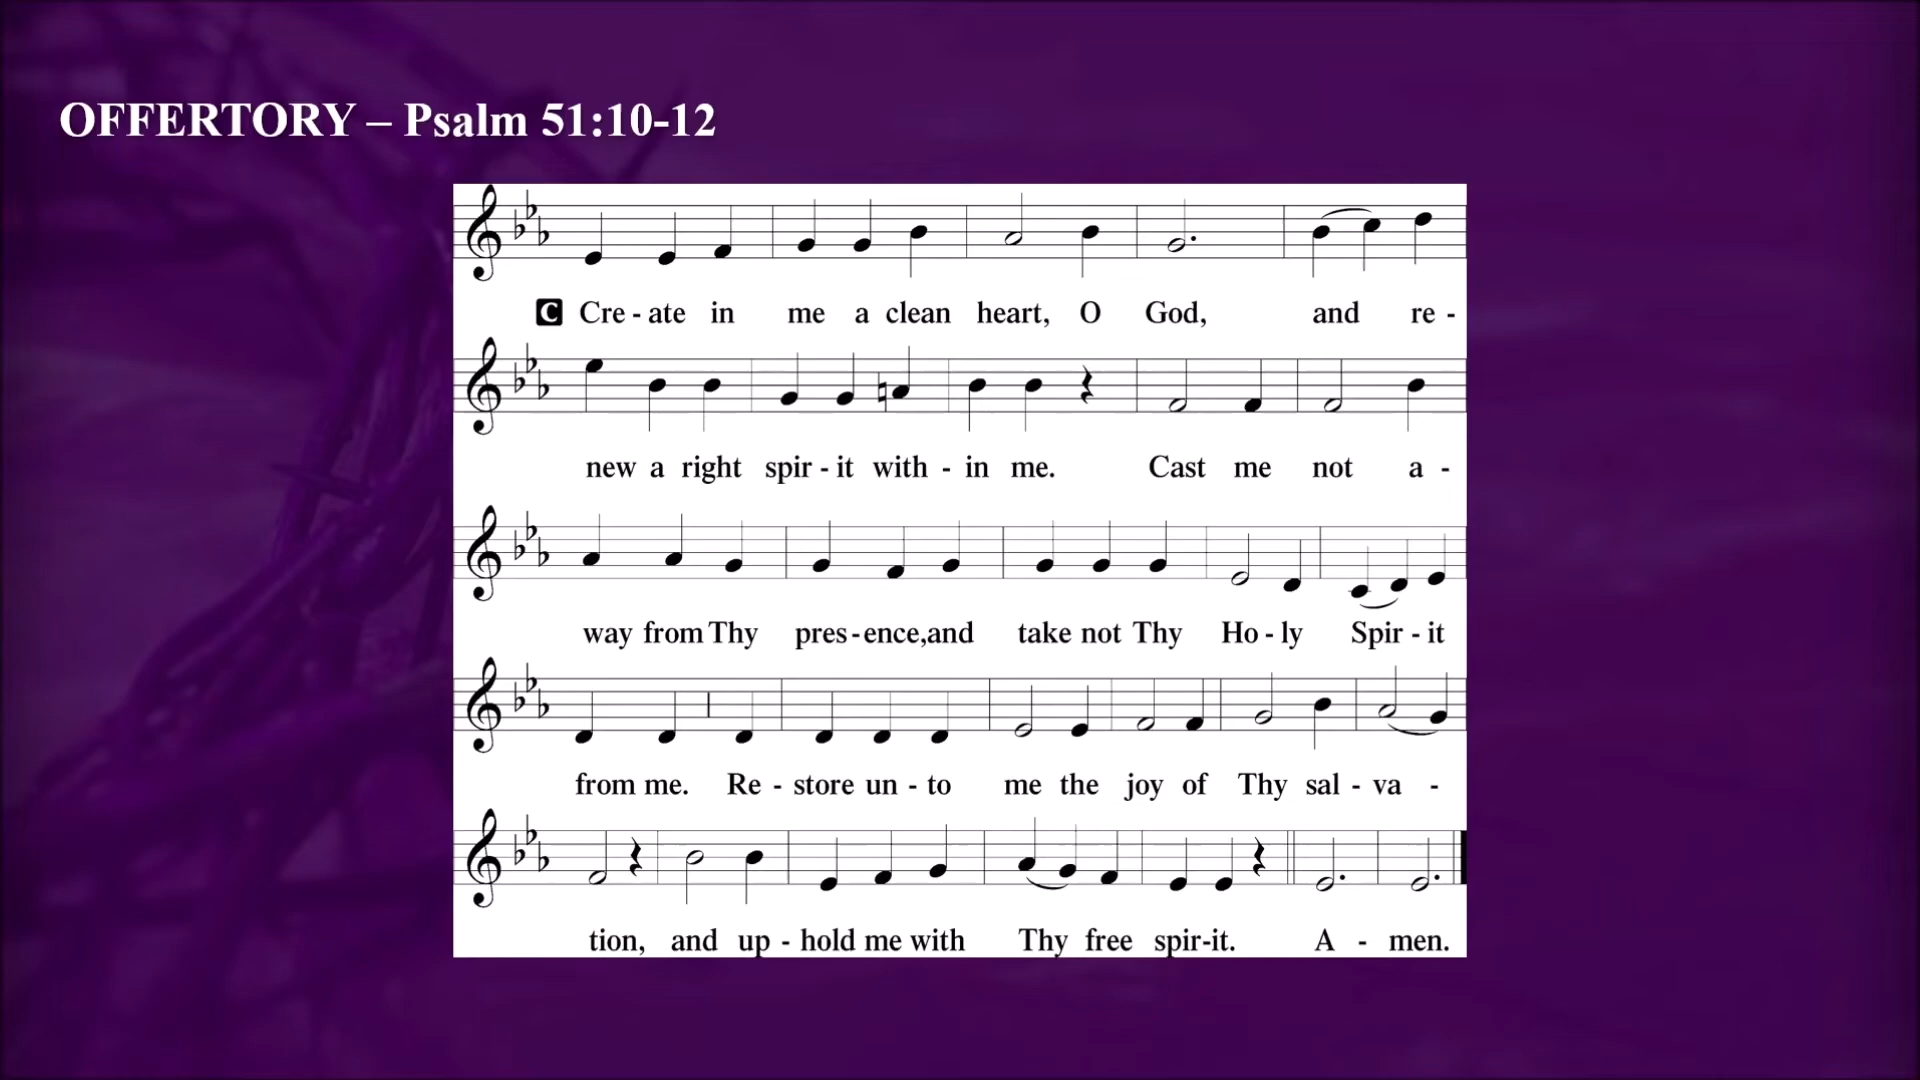 OFFERTORY – Psalm 51:10-12
C Cre - ate in me a clean heart, O God, and re -
new a right spir - it with - in me. Cast me not a -
way from Thy pres - ence, and take not Thy Ho - ly Spir - it
from me. Re - store un - to me the joy of Thy sal - va -
tion, and up - hold me with Thy free spir-it. A - men.